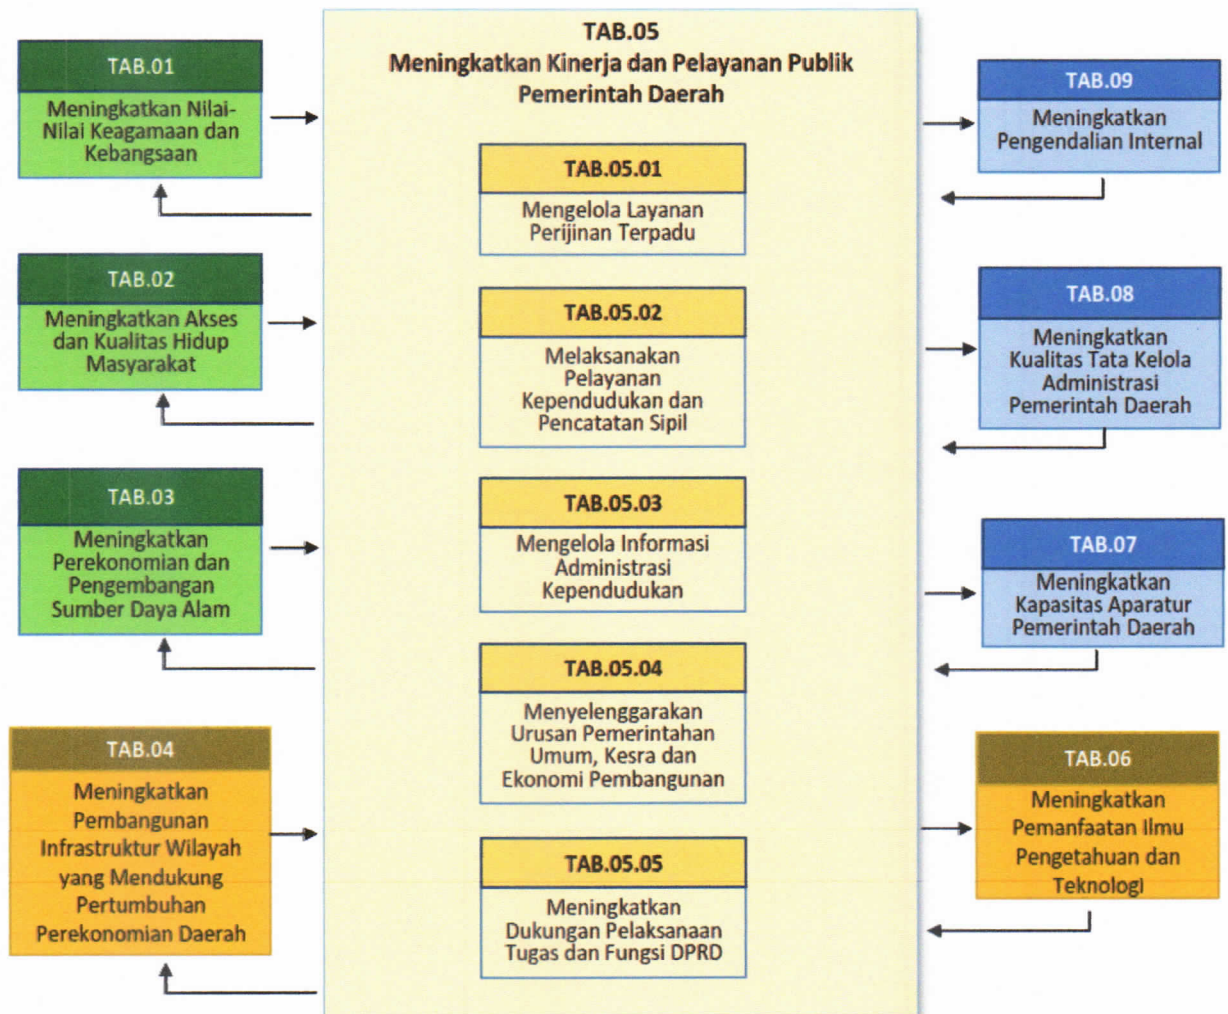 TAB.05
Meningkatkan Kinerja dan Pelayanan Publik
Pemerintah Daerah
TAB.01
Meningkatkan Nilai-
Nilai Keagamaan dan
Kebangsaan
TAB.02
Meningkatkan Akses
dan Kualitas Hidup
Masyarakat
TAB.03
Meningkatkan
Perekonomian dan
Pengembangan
Sumber Daya Alam
TAB.04
Meningkatkan
Pembangunan
Infrastruktur Wilayah
yang Mendukung
Pertumbuhan
Perekonomian Daerah
TAB.05.01
Mengelola Layanan
Perijinan Terpadu
TAB.05.02
Melaksanakan
Pelayanan
Kependudukan dan
Pencatatan Sipil
TAB.05.03
Mengelola Informasi
Administrasi
Kependudukan
TAB.05.04
Menyelenggarakan
Urusan Pemerintahan
Umum, Kesra dan
Ekonomi Pembangunan
TAB.05.05
Meningkatkan
Dukungan Pelaksanaan
Tugas dan Fungsi DPRD
TAB.09
Meningkatkan
Pengendalian Internal
TAB.08
Meningkatkan
Kualitas Tata Kelola
Administrasi
Pemerintah Daerah
TAB.07
Meningkatkan
Kapasitas Aparatur
Pemerintah Daerah
TAB.06
Meningkatkan
Pemanfaatan Ilmu
Pengetahuan dan
Teknologi